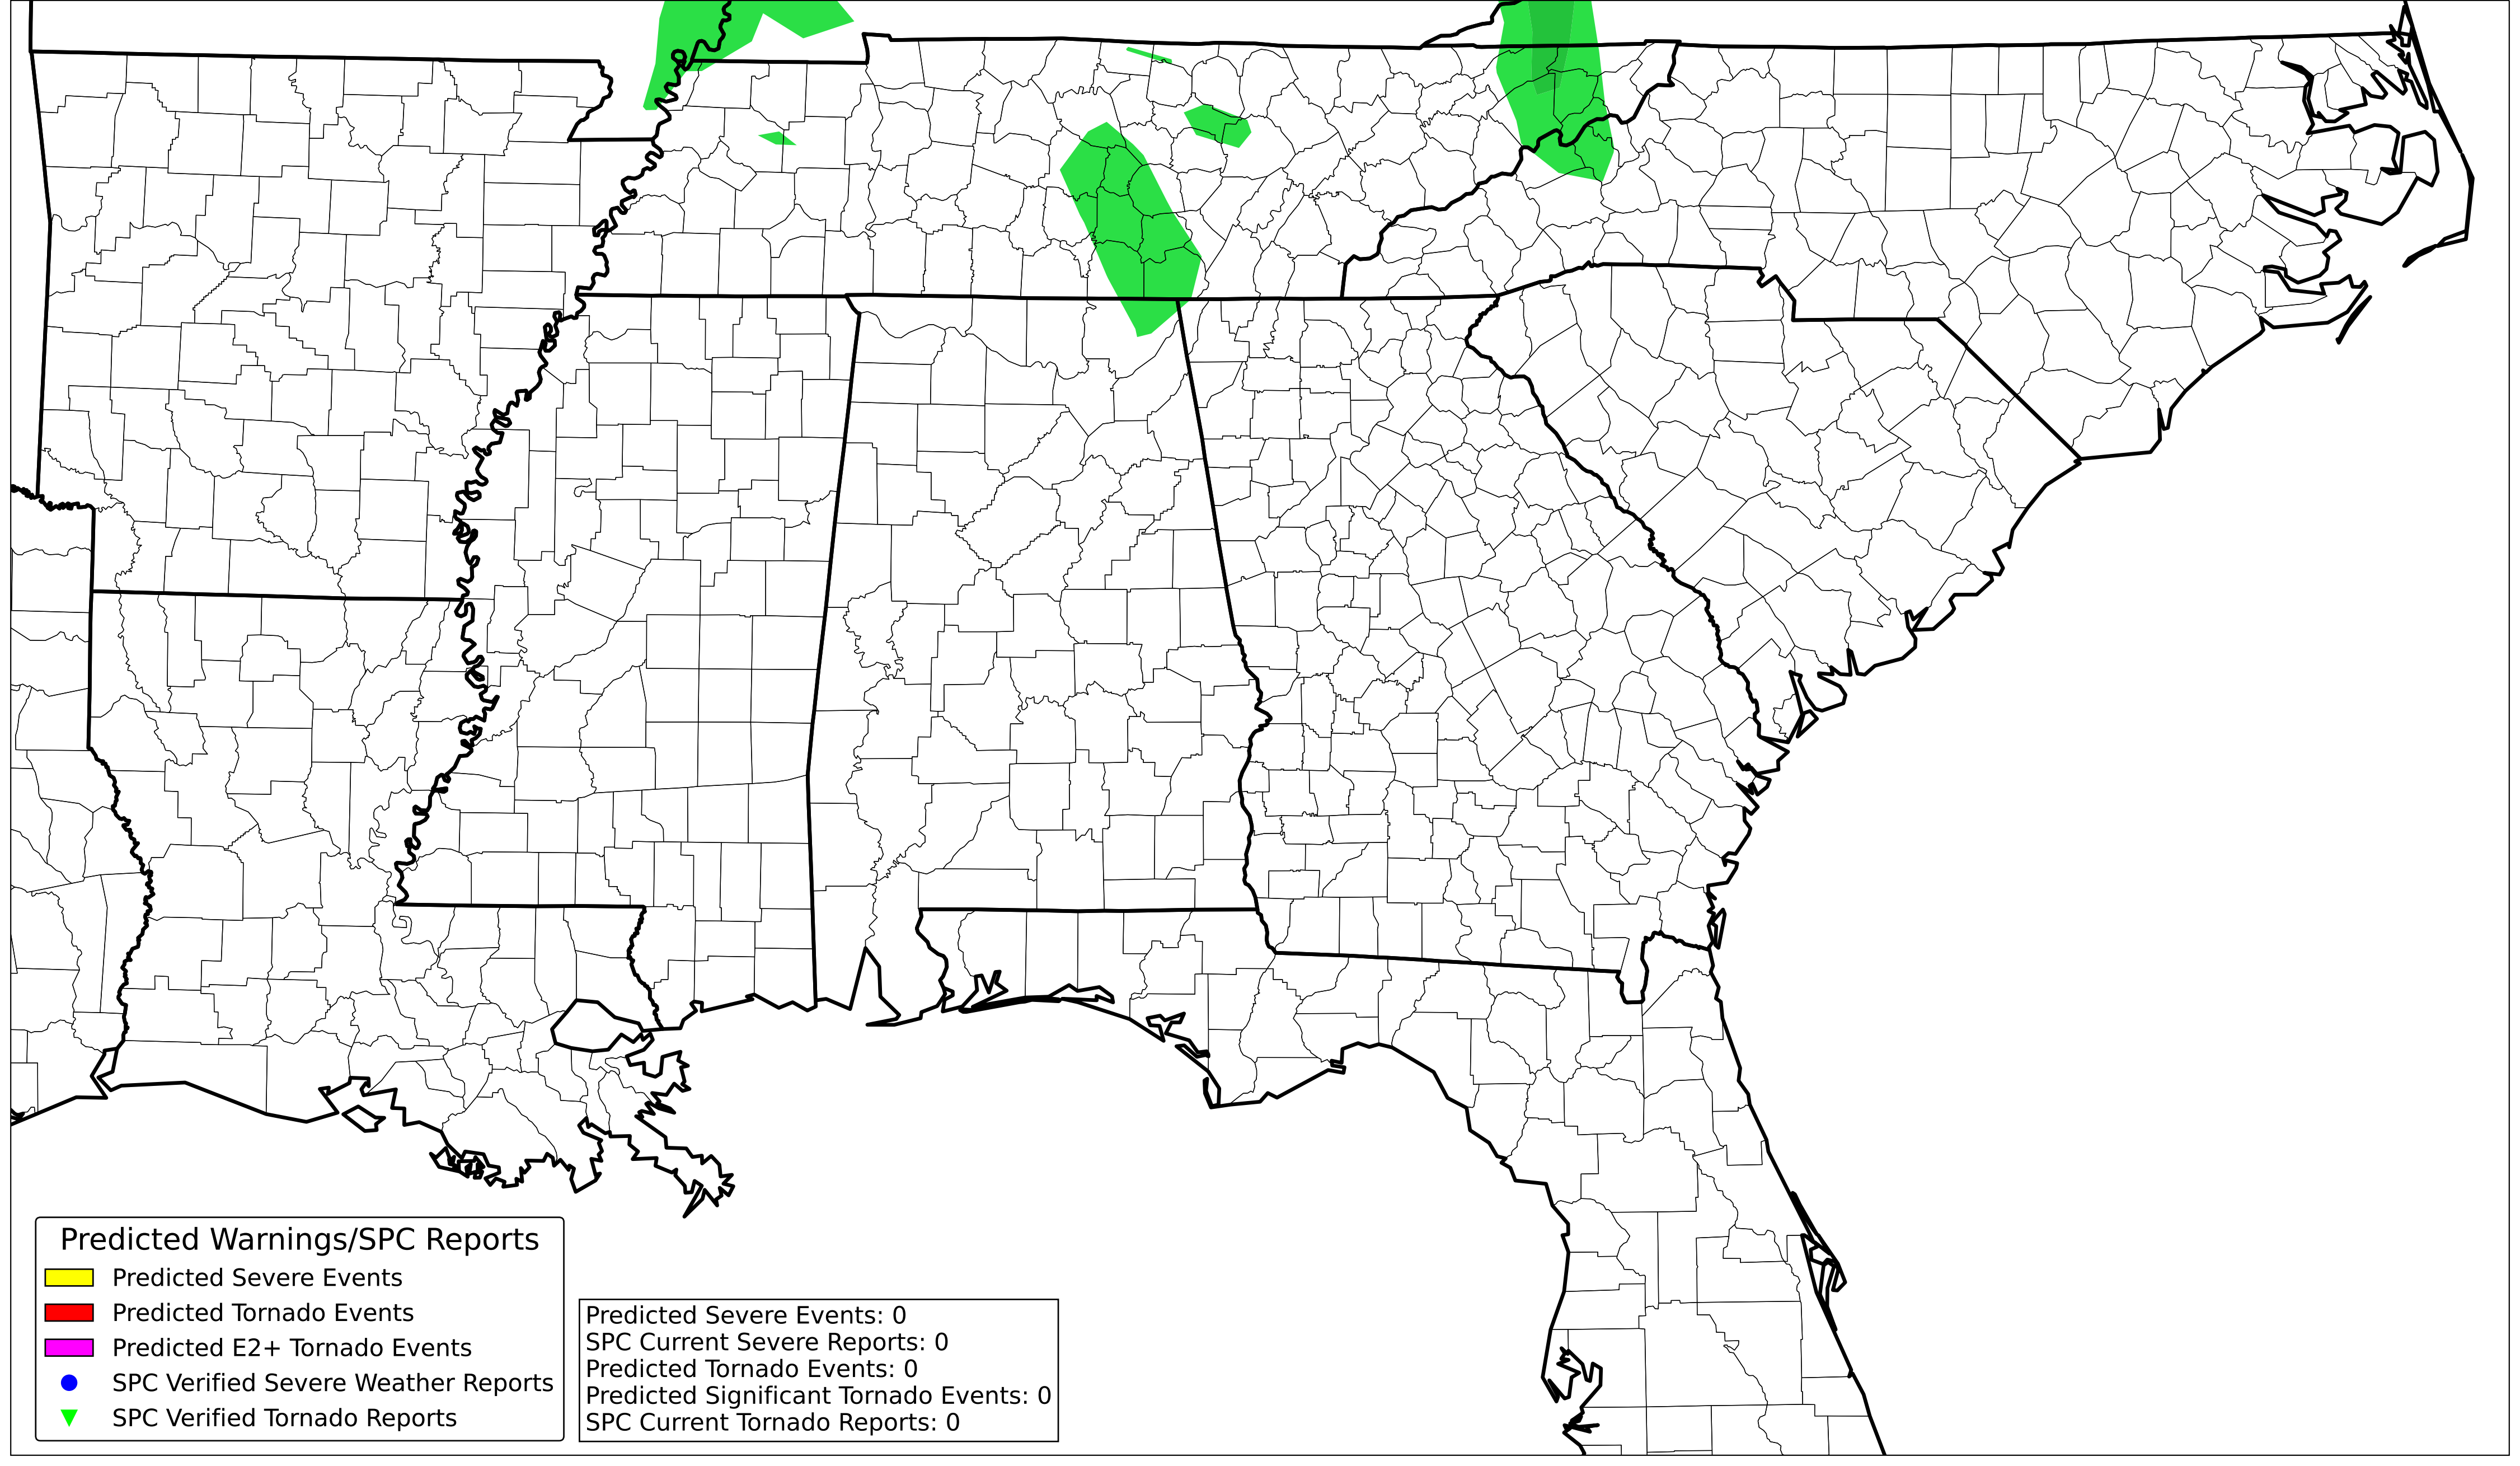 Predicted Warnings/SPC Reports
Predicted Severe Events
Predicted Tornado Events
Predicted E2+ Tornado Events
SPC Verified Severe Weather Reports
SPC Verified Tornado Reports
Predicted Severe Events: 0
SPC Current Severe Reports: 0
Predicted Tornado Events: 0
Predicted Significant Tornado Events: 0
SPC Current Tornado Reports: 0